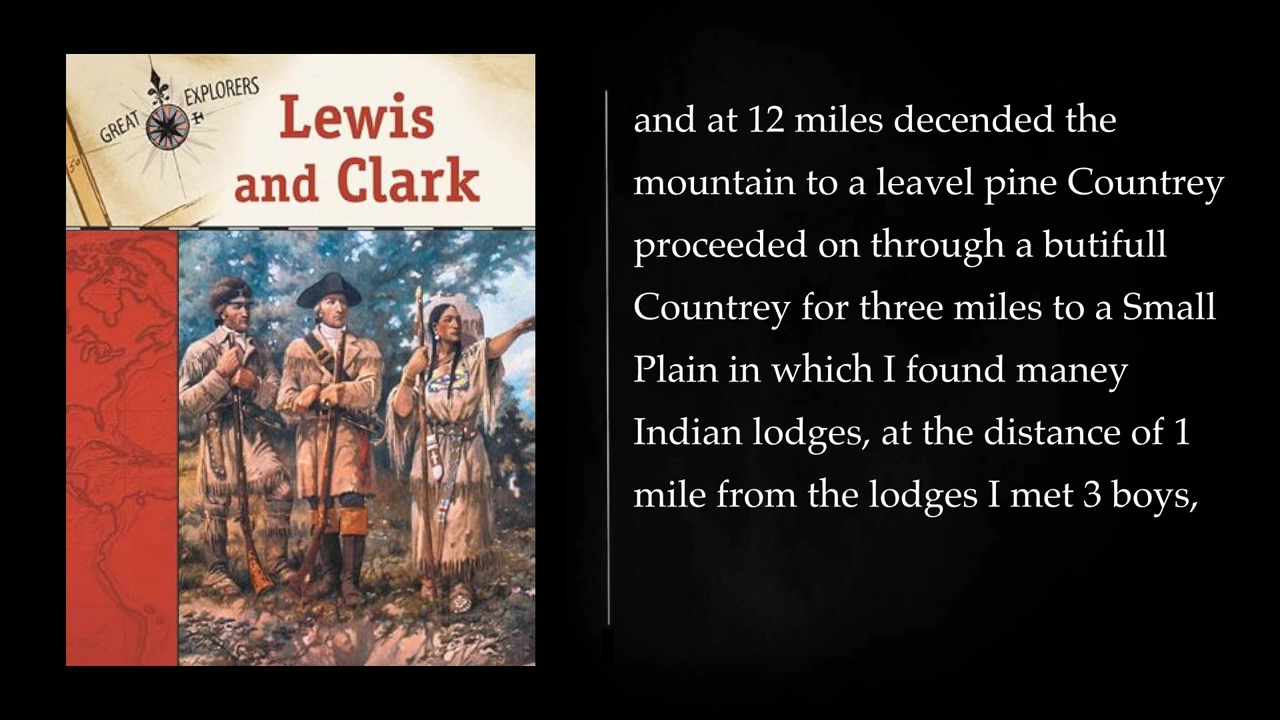 GREAT EXPLORERS
Lewis
and Clark
50
and at 12 miles decended the
mountain to a leavel pine Countrey
proceeded on through a butifull
Countrey for three miles to a Small
Plain in which I found maney
Indian lodges, at the distance of 1
mile from the lodges I met 3 boys,